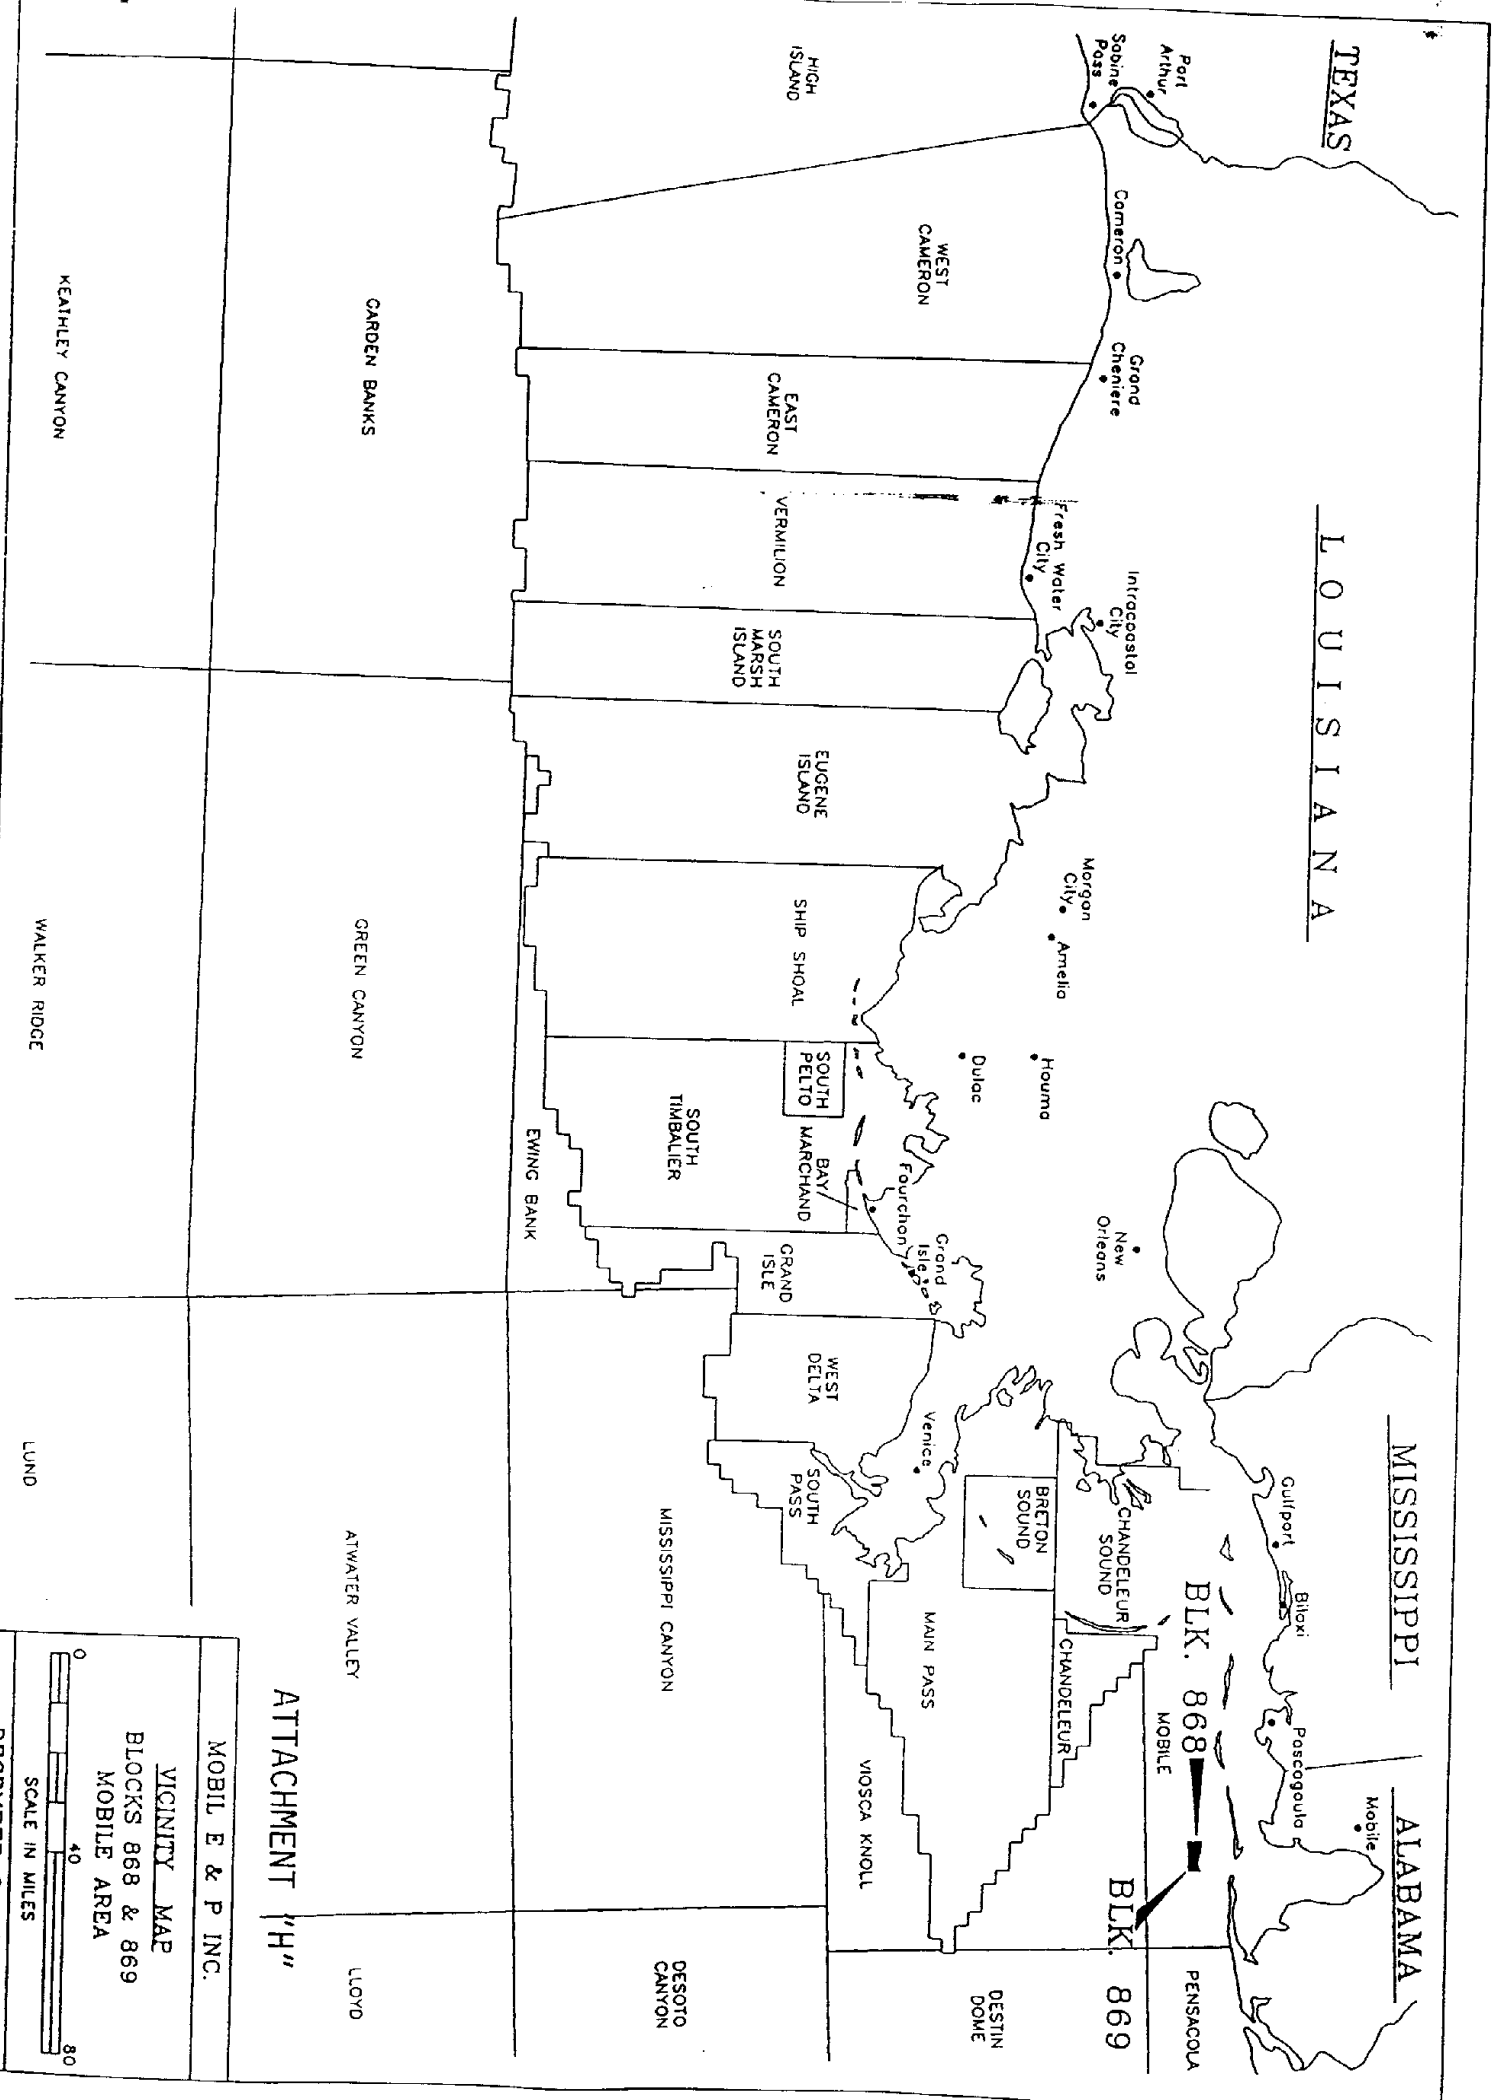 TEXAS
LOUISIANA
MISSISSIPPI
ALABAMA
Port
Arthur
Sabine
Pass
Cameron
Grand
Cheniere
Fresh Water
City
Intracoastal
City
Morgan
City
Amelia
Houma
Dulac
New
Orleans
Fourchon
Grand
Isle
Venice
Gulfport
Biloxi
Pascagoula
Mobile
BLK. 868
BLK. 869
HIGH
ISLAND
WEST
CAMERON
EAST
CAMERON
VERMILION
SOUTH
MARSH
ISLAND
EUGENE
ISLAND
SHIP SHOAL
SOUTH
PELTO
BAY
MARCHAND
SOUTH
TIMBALIER
GRAND
ISLE
WEST
DELTA
SOUTH
PASS
BRETON
SOUND
CHANDELEUR
SOUND
CHANDELEUR
MAIN PASS
MOBILE
VIOSCA KNOLL
PENSACOLA
DESTIN
DOME
EWING BANK
MISSISSIPPI CANYON
DESOTO
CANYON
GARDEN BANKS
GREEN CANYON
ATWATER VALLEY
LLOYD
KEATHLEY CANYON
WALKER RIDGE
LUND
ATTACHMENT "H"
MOBIL E & P INC.
VICINITY MAP
BLOCKS 868 & 869
MOBILE AREA
0 40 80
SCALE IN MILES